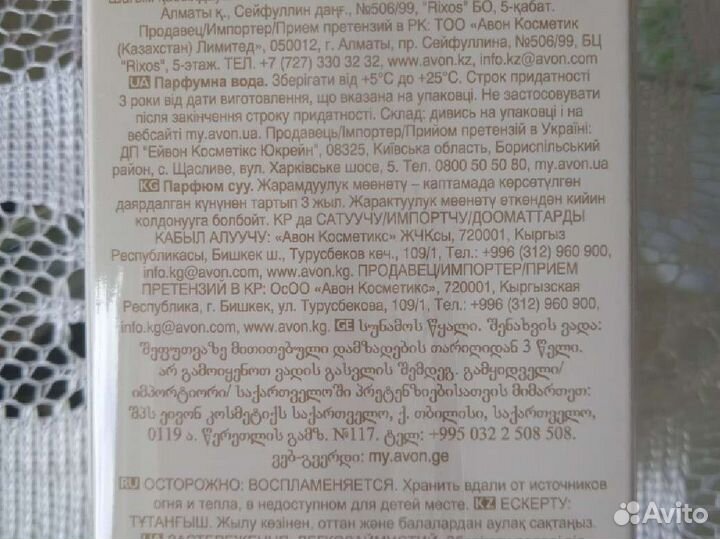 Алматы қ., Сейфуллин даңғ., №506/99, "Rixos" БО, 5-қабат.
Продавец/Импортер/Прием претензий в РК: ТОО «Авон Косметик
(Казахстан) Лимитед», 050012, г. Алматы, пр. Сейфуллина, №506/99, БЦ
"Rixos", 5-этаж. ТЕЛ. +7 (727) 330 32 32, www.avon.kz, info.kz@avon.com
UA Парфумна вода. Зберігати від +5°С до +25°С. Строк придатності
3 роки від дати виготовлення, що вказана на упаковці. Не застосовувати
після закінчення строку придатності. Склад: дивись на упаковці і на
вебсайті my.avon.ua. Продавець/Імпортер/Прийом претензій в Україні:
ДП "Ейвон Косметікс Юкрейн", 08325, Київська область, Бориспільський
район, с. Щасливе, вул. Харківське шосе, 5. Тел. 0800 50 50 80, my.avon.ua
KG Парфюм суу. Жарамдуулук мөөнөтү – каптамада көрсөтүлгөн
даярдалган күнүнөн тартып 3 жыл. Жарактуулук мөөнөтү өткөндөн кийин
колдонууга болбойт. КР да САТУУЧУ/ИМПОРТЧУ/ДООМАТТАРДЫ
КАБЫЛ АЛУУЧУ: «Авон Косметикс» ЖЧКсы, 720001, Кыргыз
Республикасы, Бишкек ш., Турусбеков көч., 109/1, Тел.: +996 (312) 960 900,
info.kg@avon.com, www.avon.kg. ПРОДАВЕЦ/ИМПОРТЕР/ПРИЕМ
ПРЕТЕНЗИЙ В КР: ОсОО «Авон Косметикс», 720001, Кыргызская
Республика, г. Бишкек, ул. Турусбекова, 109/1, Тел.: +996 (312) 960 900,
info.kg@avon.com, www.avon.kg. GE სუნამოს წყალი. შენახვის ვადა:
შეფუთვაზე მითითებული დამზადების თარიღიდან 3 წელი.
არ გამოიყენოთ ვადის გასვლის შემდეგ. გამყიდველი/
იმპორტიორი/ საქართველოში პრეტენზიებისათვის მიმართეთ:
შპს ეივონ კოსმეტიქს საქართველო, ქ. თბილისი, საქართველო,
0119 ა. წერეთლის გამზ. №117. ტელ: +995 032 2 508 508.
ვებ-გვერდი: my.avon.ge
RU ОСТОРОЖНО: ВОСПЛАМЕНЯЕТСЯ. Хранить вдали от источников
огня и тепла, в недоступном для детей месте. KZ ЕСКЕРТУ:
ТҰТАНҒЫШ. Жылу көзінен, оттан және балалардан аулақ сақтаңыз.
Avito